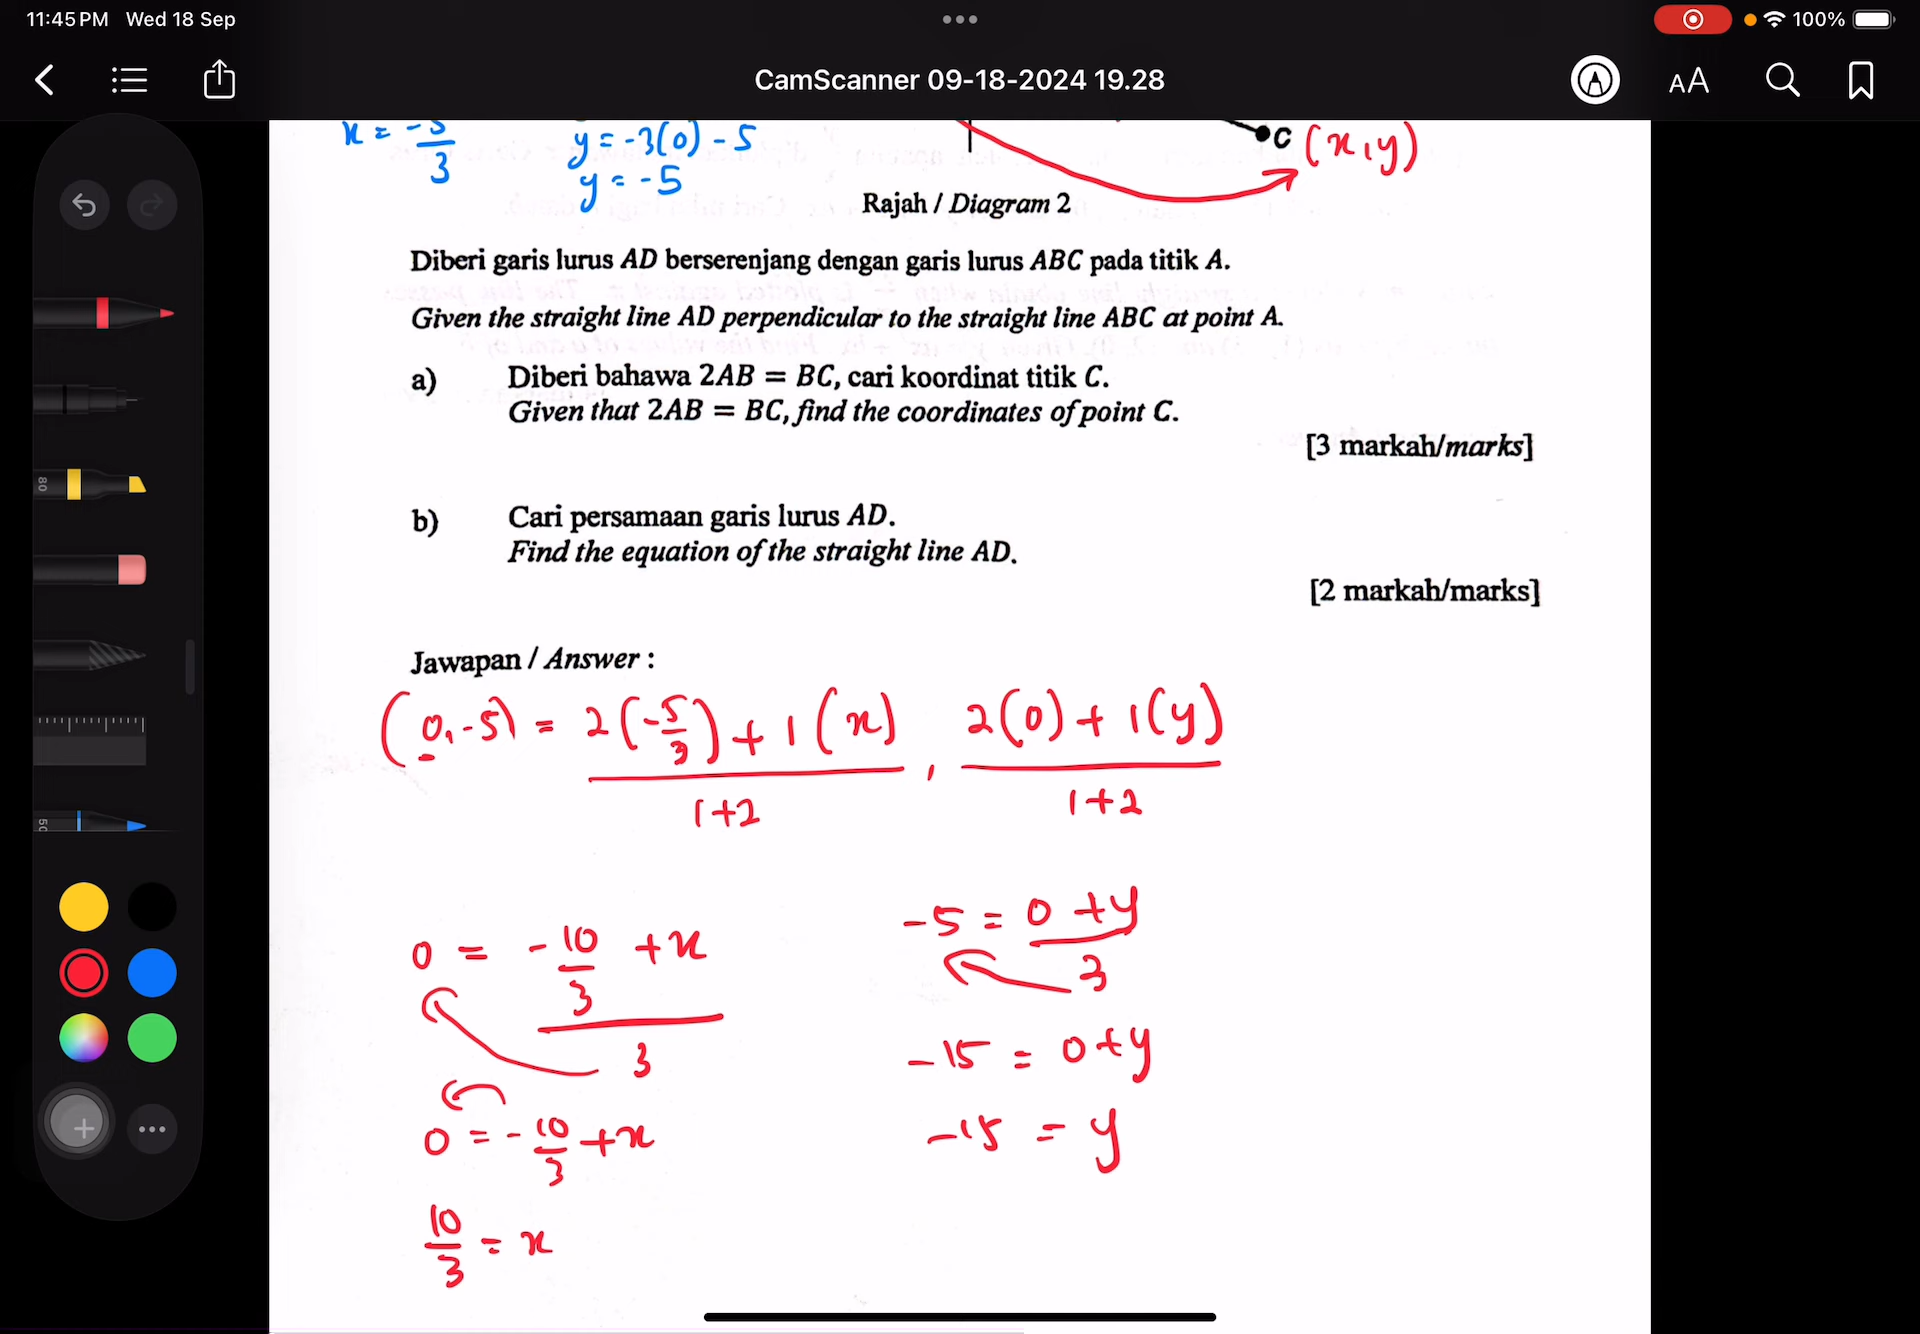 11:45 PM Wed 18 Sep
100%
CamScanner 09-18-2024 19.28
AA
x = -5/3
y = -3(0) - 5
y = -5
C (x,y)
Rajah / Diagram 2
Diberi garis lurus AD berserenjang dengan garis lurus ABC pada titik A.
Given the straight line AD perpendicular to the straight line ABC at point A.
a) Diberi bahawa 2AB = BC, cari koordinat titik C.
Given that 2AB = BC, find the coordinates of point C.
[3 markah/marks]
b) Cari persamaan garis lurus AD.
Find the equation of the straight line AD.
[2 markah/marks]
Jawapan / Answer :
(0,-5) = 2(-5/3) + 1(x) / 1+2 , 2(0) + 1(y) / 1+2
0 = -10/3 + x / 3
-5 = 0 + y / 3
-15 = 0 + y
0 = -10/3 + x
-15 = y
10/3 = x
80
50